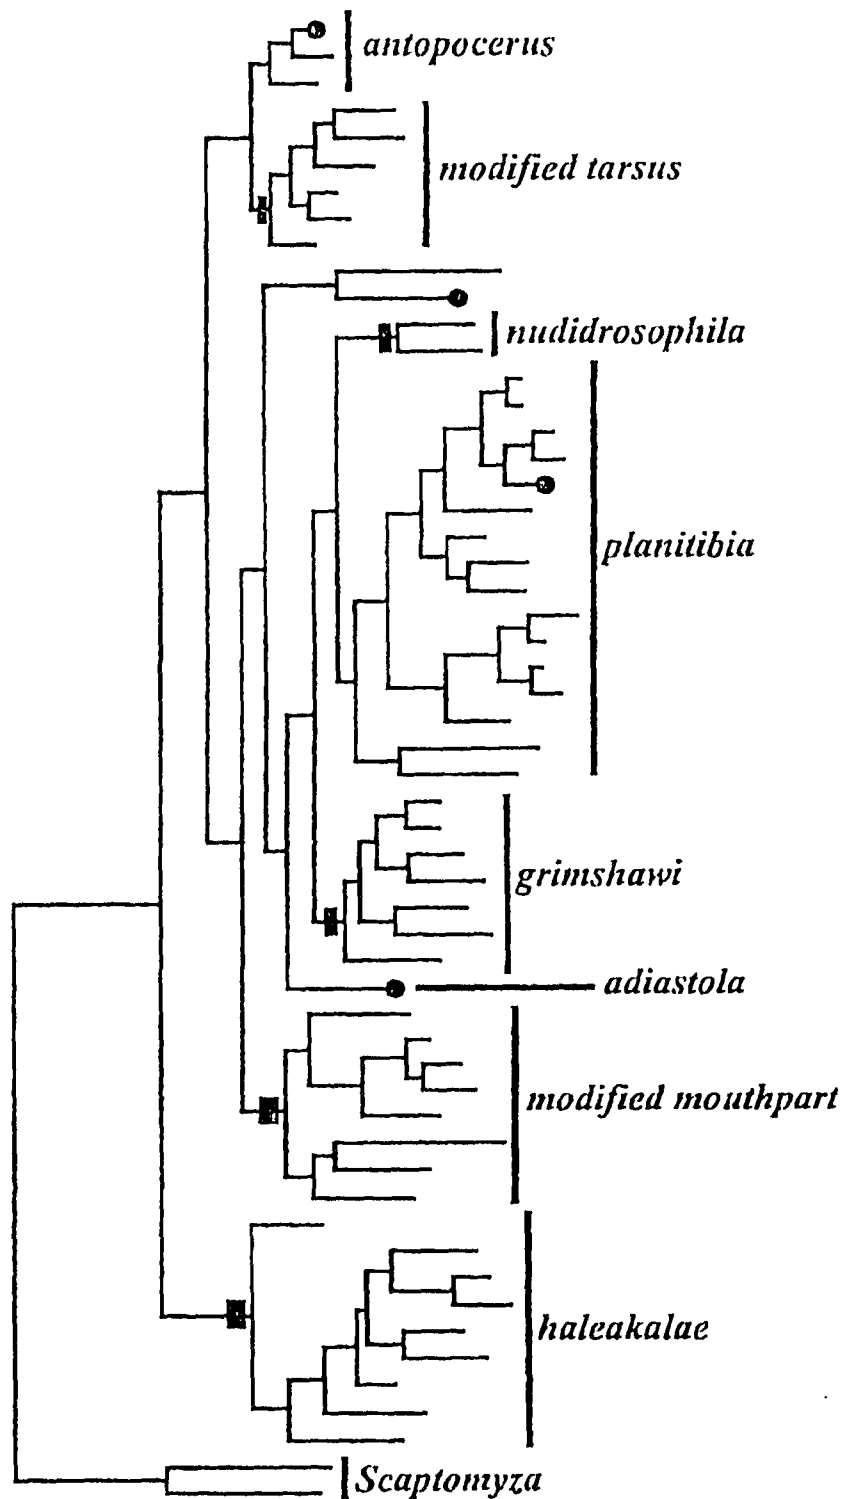 antopocerus
modified tarsus
nudidrosophila
planitibia
grimshawi
adiastola
modified mouthpart
haleakalae
Scaptomyza